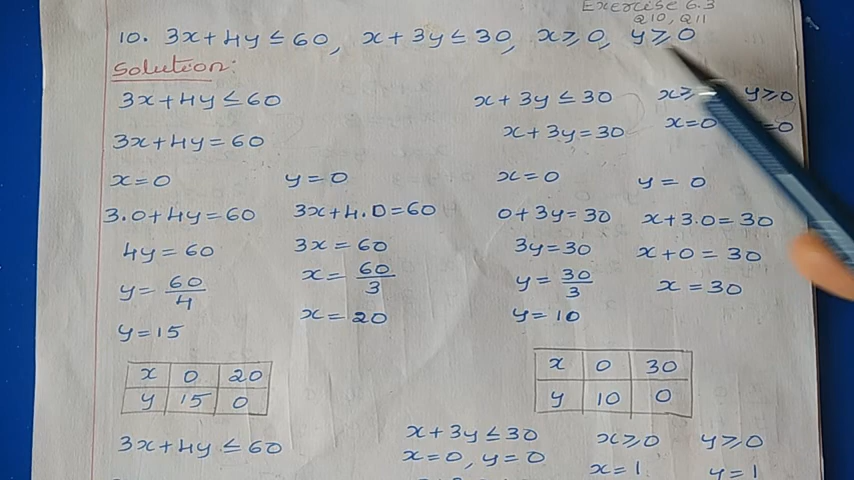 Exercise 6.3
Q10, Q11
10. 3x+4y≤60, x+3y≤30, x≥0, y≥0
Solution:
3x+4y≤60 x+3y≤30 x≥ y≥0
3x+4y=60 x+3y=30 x=0 =0
x=0 y=0 x=0 y=0
3.0+4y=60 3x+4.0=60 0+3y=30 x+3.0=30
4y=60 3x=60 3y=30 x+0=30
y=60/4 x=60/3 y=30/3 x=30
y=15 x=20 y=10
x 0 20 x 0 30
y 15 0 y 10 0
3x+4y≤60 x+3y≤30 x≥0 y≥0
x=0, y=0 x=1 y=1